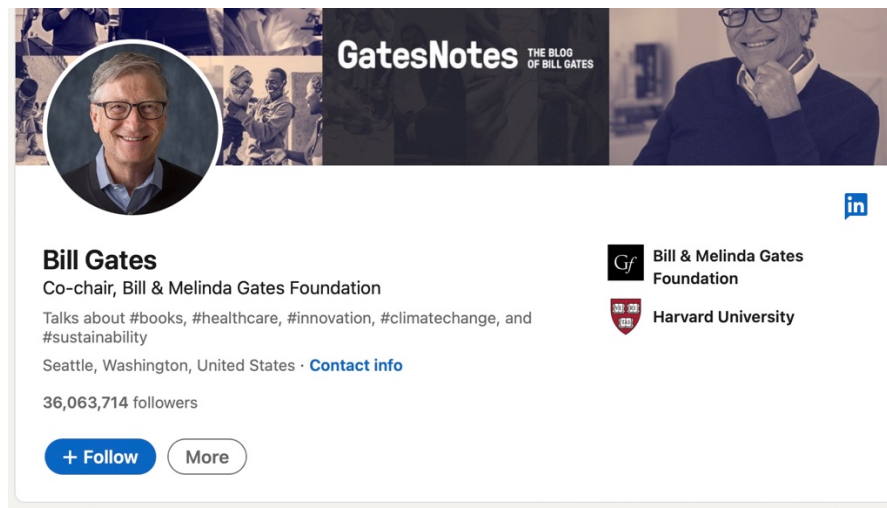 GatesNotes THE BLOG
OF BILL GATES
in
Bill Gates
Co-chair, Bill & Melinda Gates Foundation
Talks about #books, #healthcare, #innovation, #climatechange, and
#sustainability
Seattle, Washington, United States · Contact info
36,063,714 followers
+ Follow
More
Gf
Bill & Melinda Gates
Foundation
Harvard University